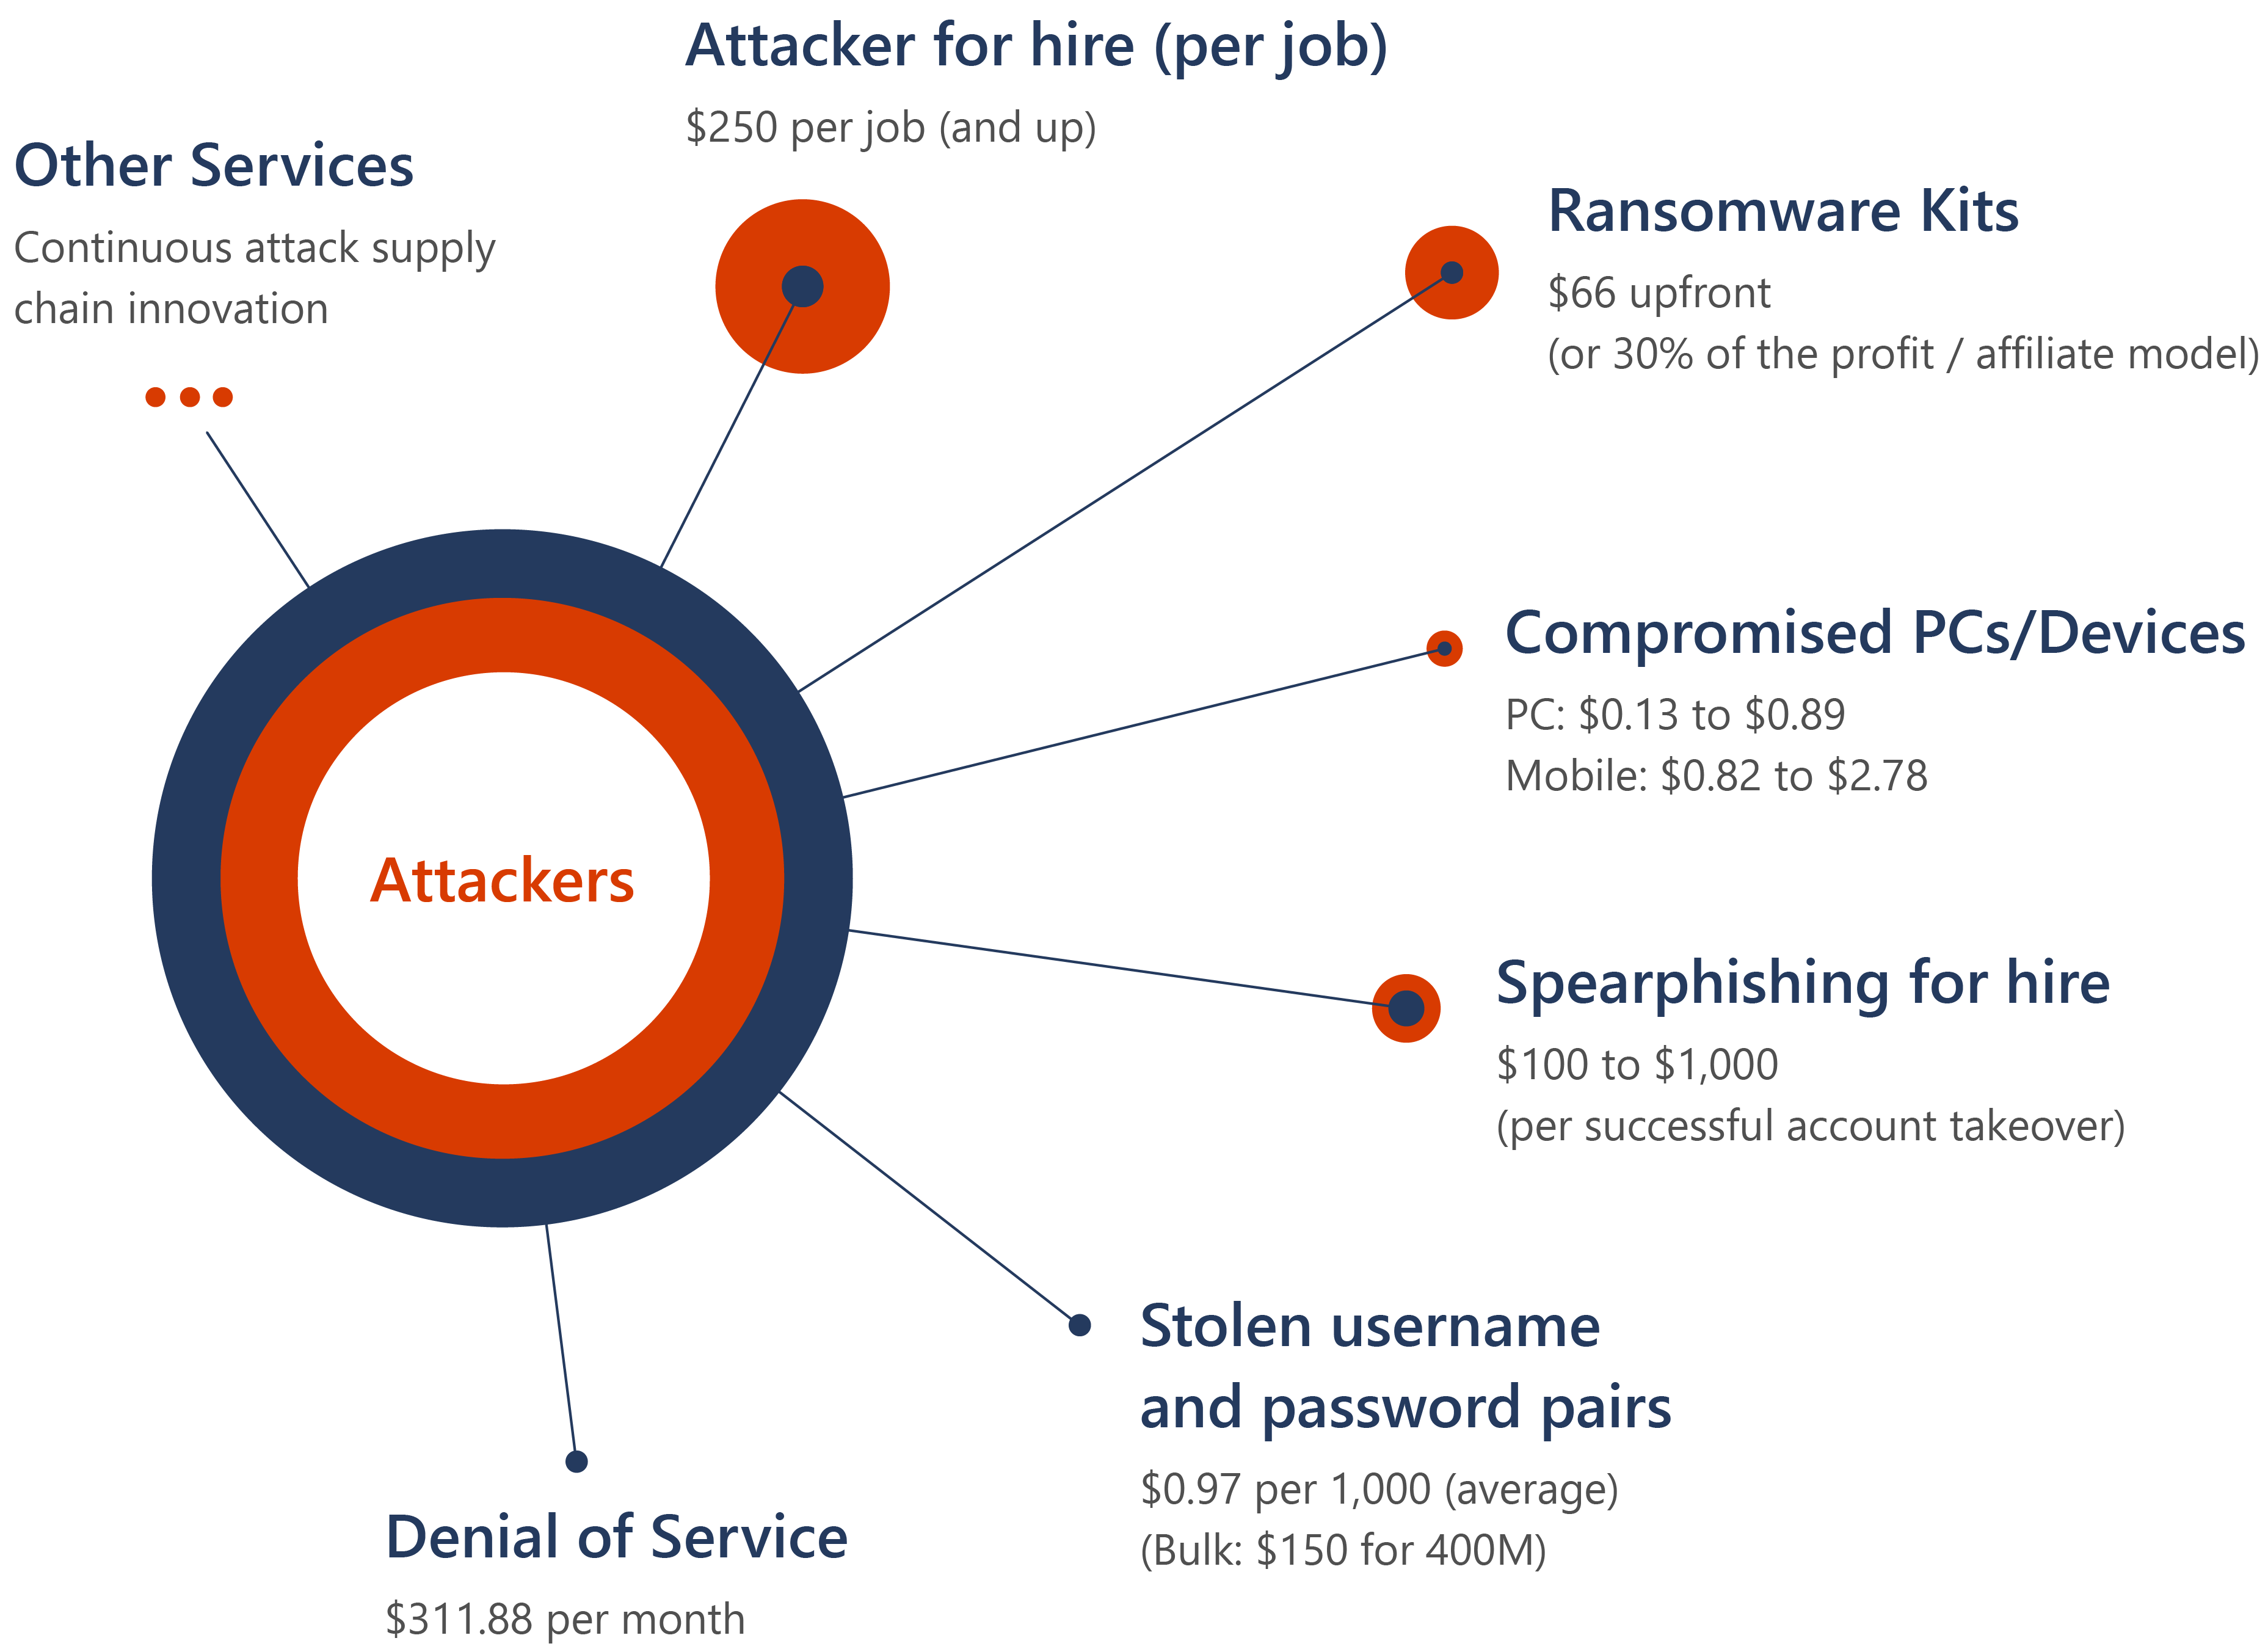 Attacker for hire (per job)
$250 per job (and up)
Other Services
Continuous attack supply
chain innovation
Ransomware Kits
$66 upfront
(or 30% of the profit / affiliate model)
Compromised PCs/Devices
PC: $0.13 to $0.89
Mobile: $0.82 to $2.78
Attackers
Spearphishing for hire
$100 to $1,000
(per successful account takeover)
Stolen username
and password pairs
$0.97 per 1,000 (average)
(Bulk: $150 for 400M)
Denial of Service
$311.88 per month